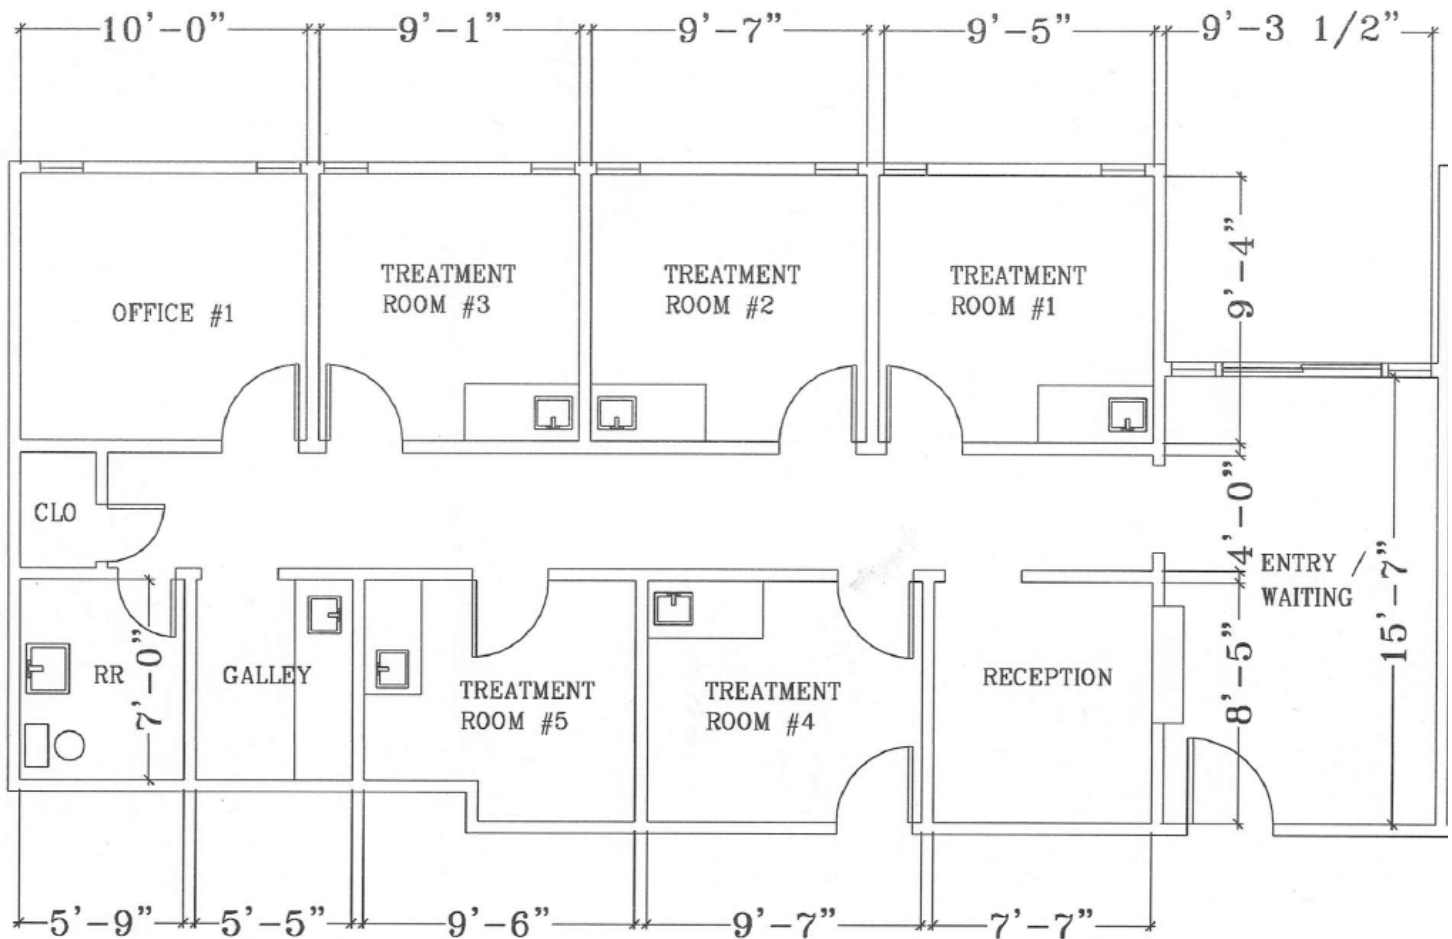 10'-0"
9'-1"
9'-7"
9'-5"
9'-3 1/2"
OFFICE #1
TREATMENT
ROOM #3
TREATMENT
ROOM #2
TREATMENT
ROOM #1
9'-4"
CLO
4'-0"
ENTRY /
WAITING
15'-7"
RR
7'-0"
GALLEY
TREATMENT
ROOM #5
TREATMENT
ROOM #4
RECEPTION
8'-5"
5'-9"
5'-5"
9'-6"
9'-7"
7'-7"